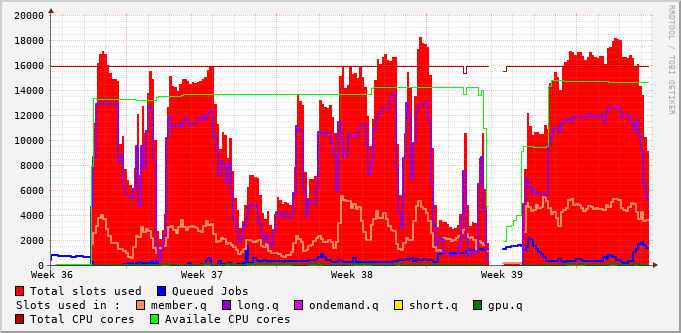 20000
18000
16000
14000
12000
10000
8000
6000
4000
2000
0
Week 36 Week 37 Week 38 Week 39
Total slots used Queued Jobs
Slots used in : member.q long.q ondemand.q short.q gpu.q
Total CPU cores Availale CPU cores
RRDTOOL / TOBI OETIKER